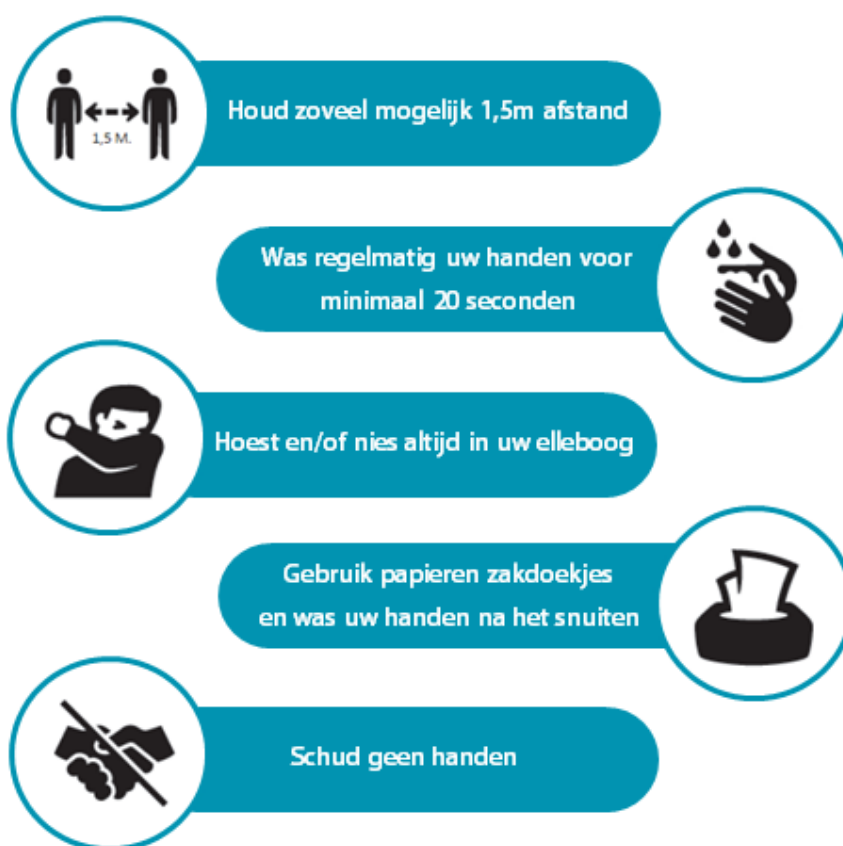 1,5 M.
Houd zoveel mogelijk 1,5m afstand
Was regelmatig uw handen voor
minimaal 20 seconden
Hoest en/of nies altijd in uw elleboog
Gebruik papieren zakdoekjes
en was uw handen na het snuiten
Schud geen handen